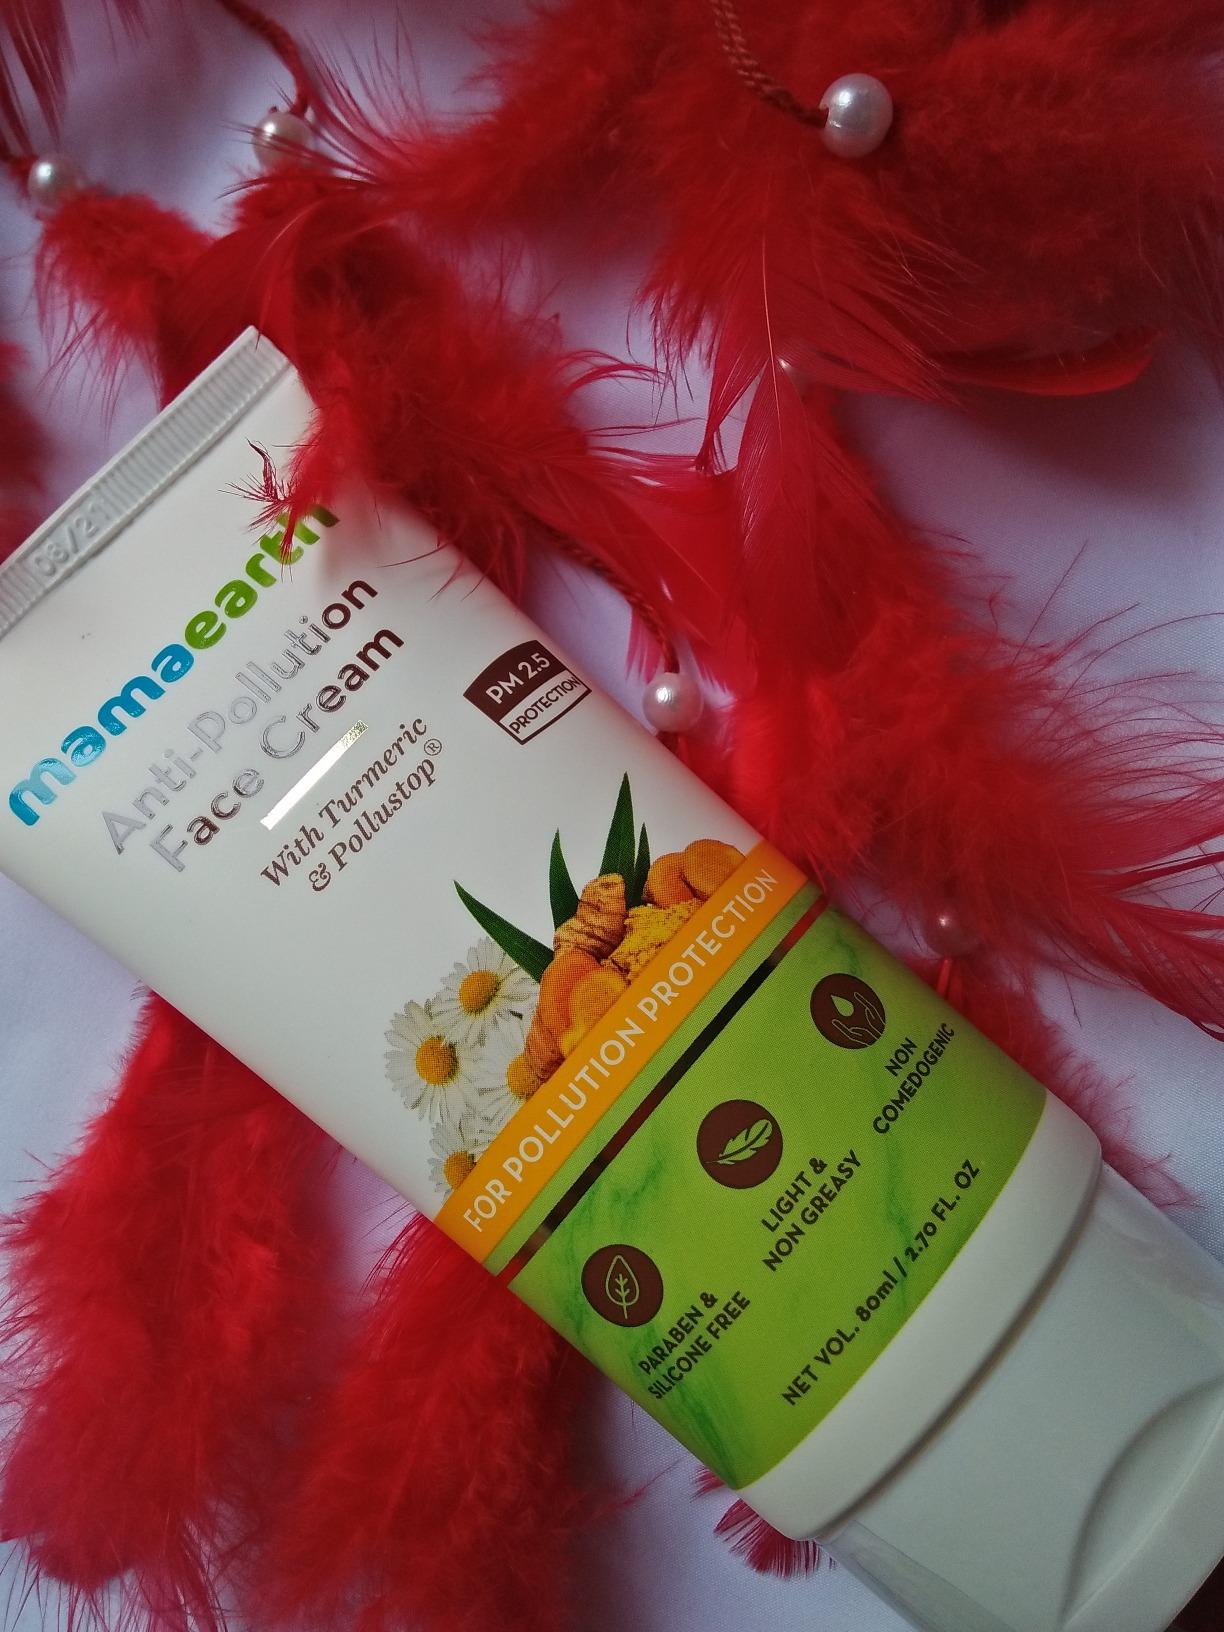 08/21
mamaearth
Anti-Pollution
Face Cream
With Turmeric
& Pollustop®
PM 2.5
PROTECTION
FOR POLLUTION PROTECTION
NON
COMEDOGENIC
LIGHT &
NON GREASY
PARABEN &
SILICONE FREE
NET VOL. 80ml / 2.70 FL. OZ